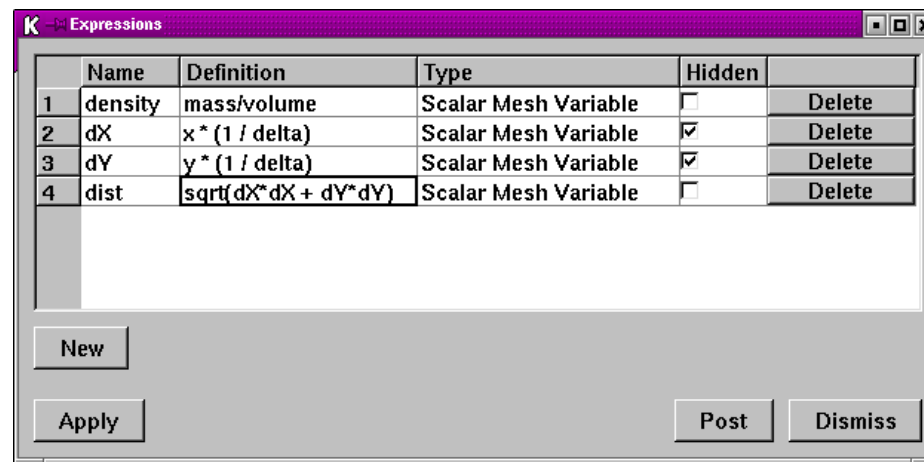 K Expressions
Name Definition Type Hidden
1 density mass/volume Scalar Mesh Variable Delete
2 dX x * (1 / delta) Scalar Mesh Variable Delete
3 dY y * (1 / delta) Scalar Mesh Variable Delete
4 dist sqrt(dX*dX + dY*dY) Scalar Mesh Variable Delete
New
Apply Post Dismiss